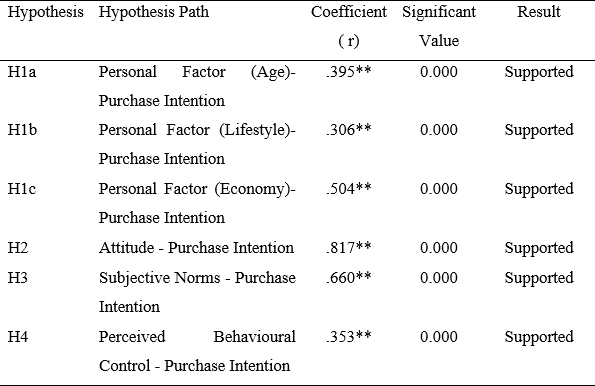 Hypothesis Hypothesis Path Coefficient Significant Result
( r) Value
H1a Personal Factor (Age)- .395** 0.000 Supported
Purchase Intention
H1b Personal Factor (Lifestyle)- .306** 0.000 Supported
Purchase Intention
H1c Personal Factor (Economy)- .504** 0.000 Supported
Purchase Intention
H2 Attitude - Purchase Intention .817** 0.000 Supported
H3 Subjective Norms - Purchase .660** 0.000 Supported
Intention
H4 Perceived Behavioural .353** 0.000 Supported
Control - Purchase Intention